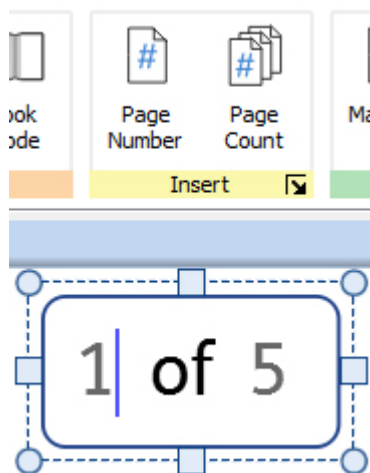 ook
ode
# Page
Number
# Page
Count
Ma
Insert
1 of 5